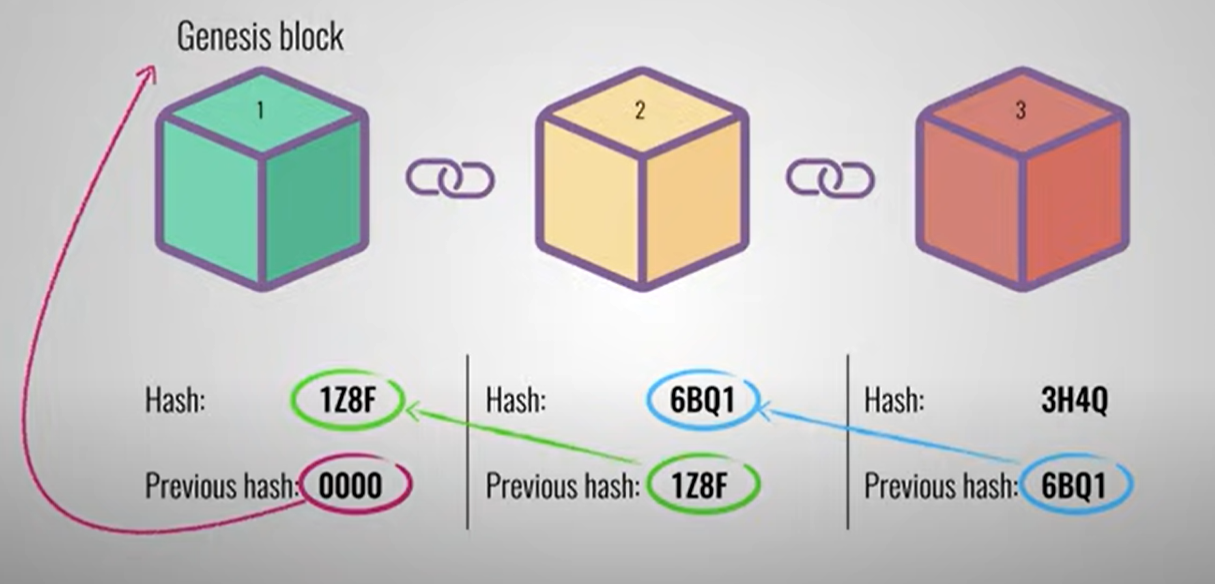 Genesis block
1
2
3
Hash: 1Z8F
Previous hash: 0000
Hash: 6BQ1
Previous hash: 1Z8F
Hash: 3H4Q
Previous hash: 6BQ1